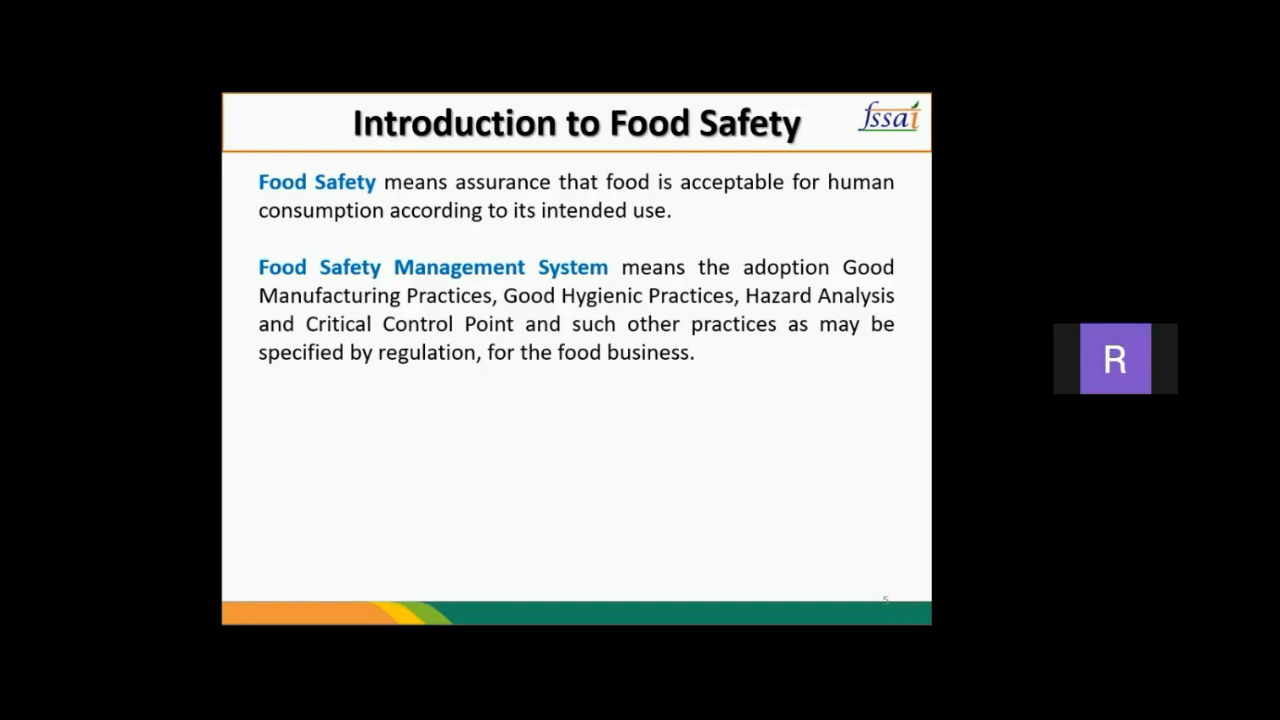 Introduction to Food Safety
fssai
Food Safety means assurance that food is acceptable for human
consumption according to its intended use.
Food Safety Management System means the adoption Good
Manufacturing Practices, Good Hygienic Practices, Hazard Analysis
and Critical Control Point and such other practices as may be
specified by regulation, for the food business.
R
5